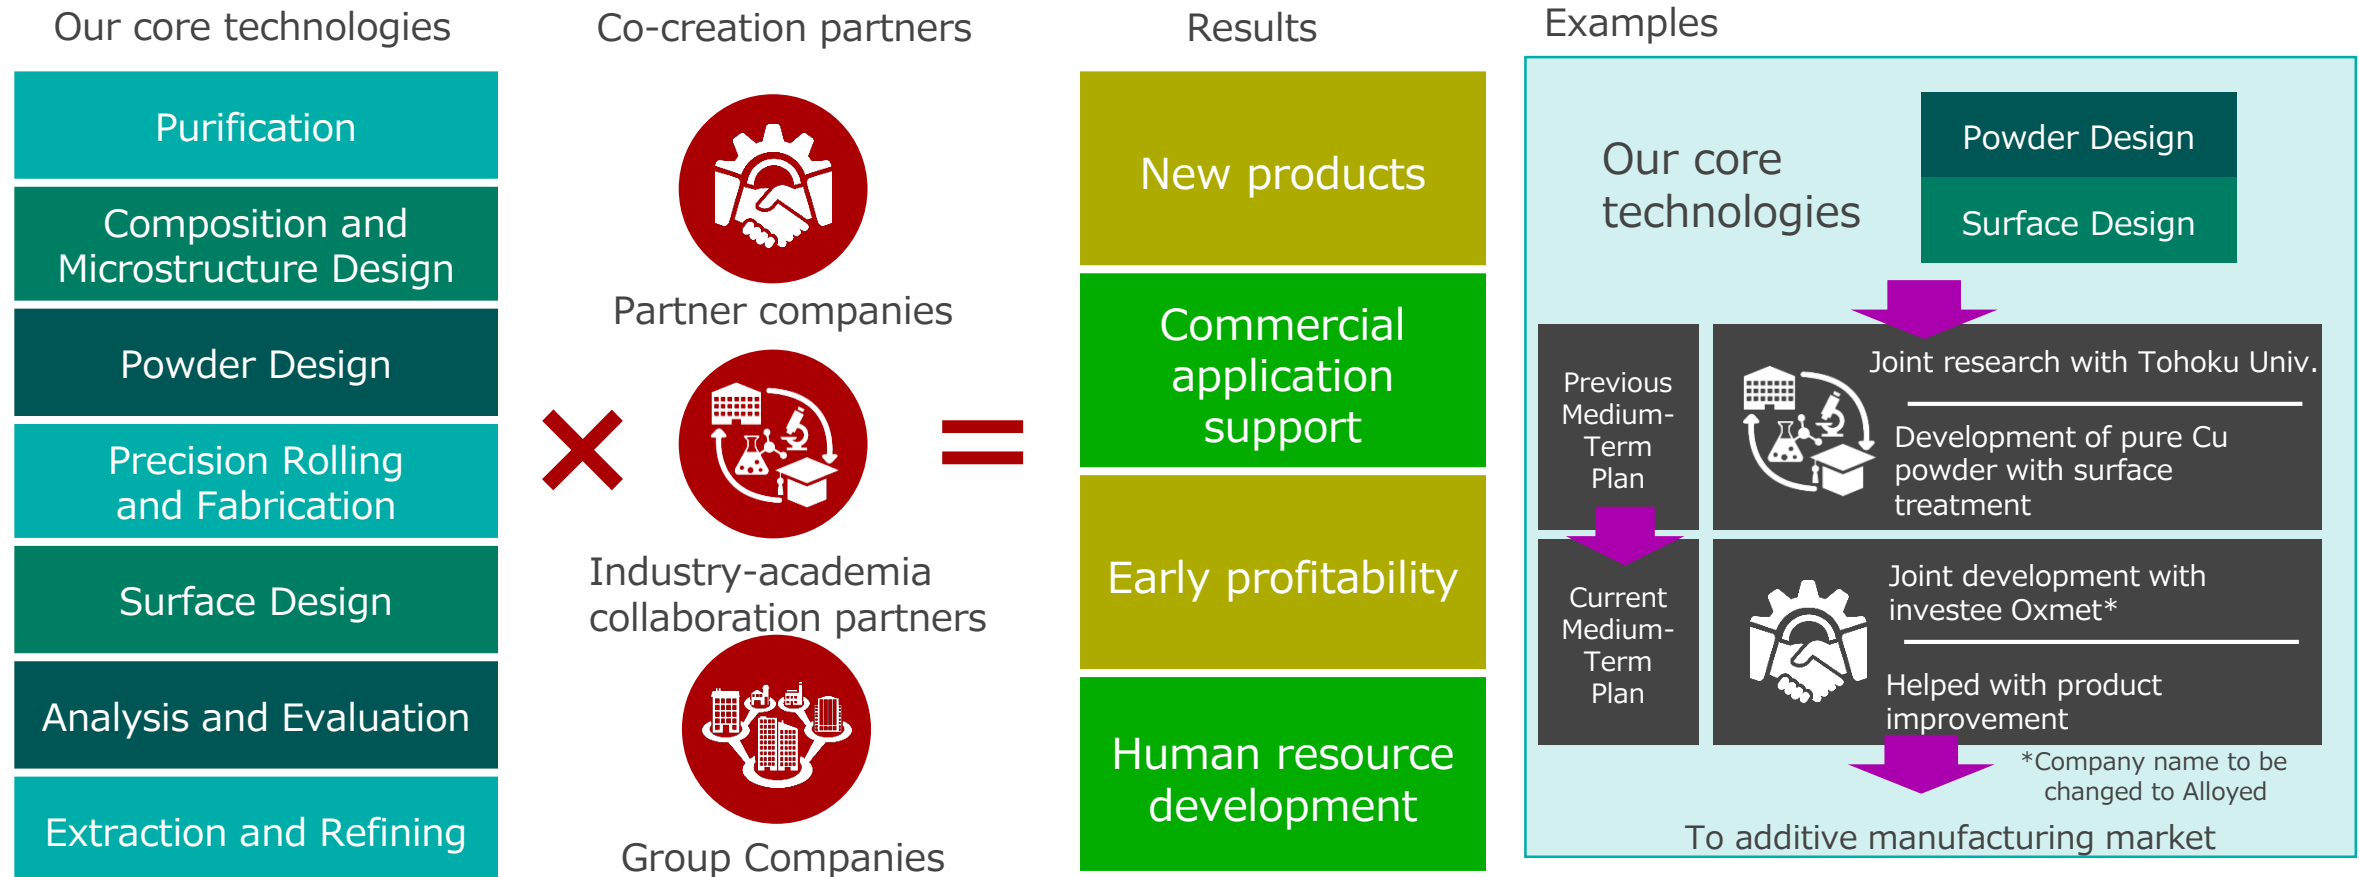 Our core technologies
Purification
Composition and
Microstructure Design
Powder Design
Precision Rolling
and Fabrication
Surface Design
Analysis and Evaluation
Extraction and Refining
×
Co-creation partners
Partner companies
Industry-academia
collaboration partners
Group Companies
=
Results
New products
Commercial
application
support
Early profitability
Human resource
development
Examples
Our core
technologies
Powder Design
Surface Design
Previous
Medium-
Term
Plan
Joint research with Tohoku Univ.
Development of pure Cu
powder with surface
treatment
Current
Medium-
Term
Plan
Joint development with
investee Oxmet*
Helped with product
improvement
*Company name to be
changed to Alloyed
To additive manufacturing market